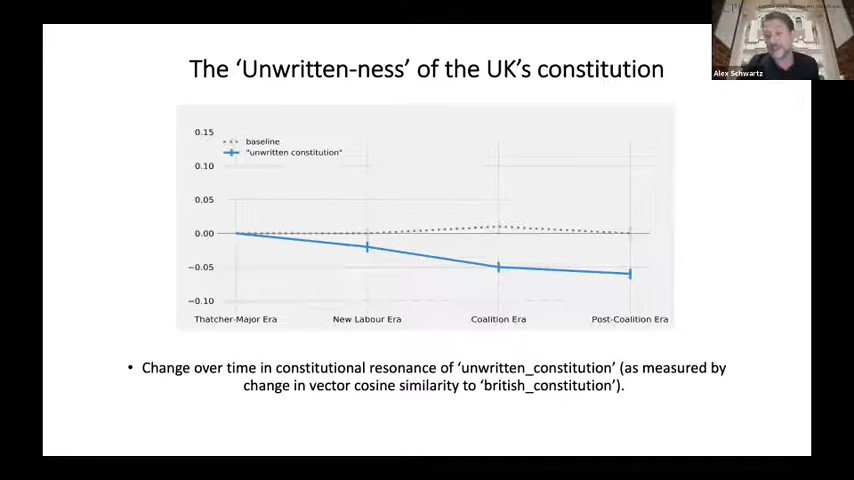 The 'Unwritten-ness' of the UK's constitution
Alex Schwartz
0.15
baseline
"unwritten constitution"
0.10
0.05
0.00
−0.05
−0.10
Thatcher-Major Era
New Labour Era
Coalition Era
Post-Coalition Era
• Change over time in constitutional resonance of 'unwritten_constitution' (as measured by
change in vector cosine similarity to 'british_constitution').